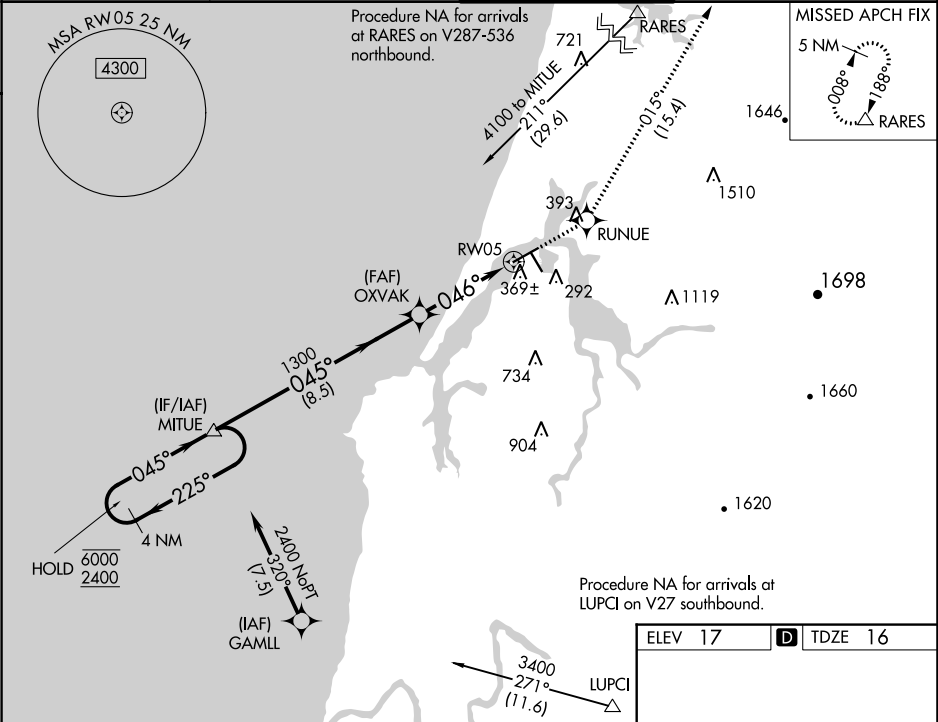 MSA RW 05 25 NM
4300
Procedure NA for arrivals
at RARES on V287-536
northbound.
721
RARES
4100 to MITUE
211°
(29.6)
015°
(15.4)
MISSED APCH FIX
5 NM
008°
188°
RARES
1646
1510
393
RUNUE
RW05
(FAF)
OXVAK
046°
369±
292
1119
1698
1300
045°
(8.5)
734
1660
(IF/IAF)
MITUE
904
045°
225°
4 NM
1620
HOLD
6000
2400
2400 NoPT
320°
(7.5)
(IAF)
GAMLL
Procedure NA for arrivals at
LUPCI on V27 southbound.
ELEV 17
D
TDZE 16
3400
271°
(11.6)
LUPCI